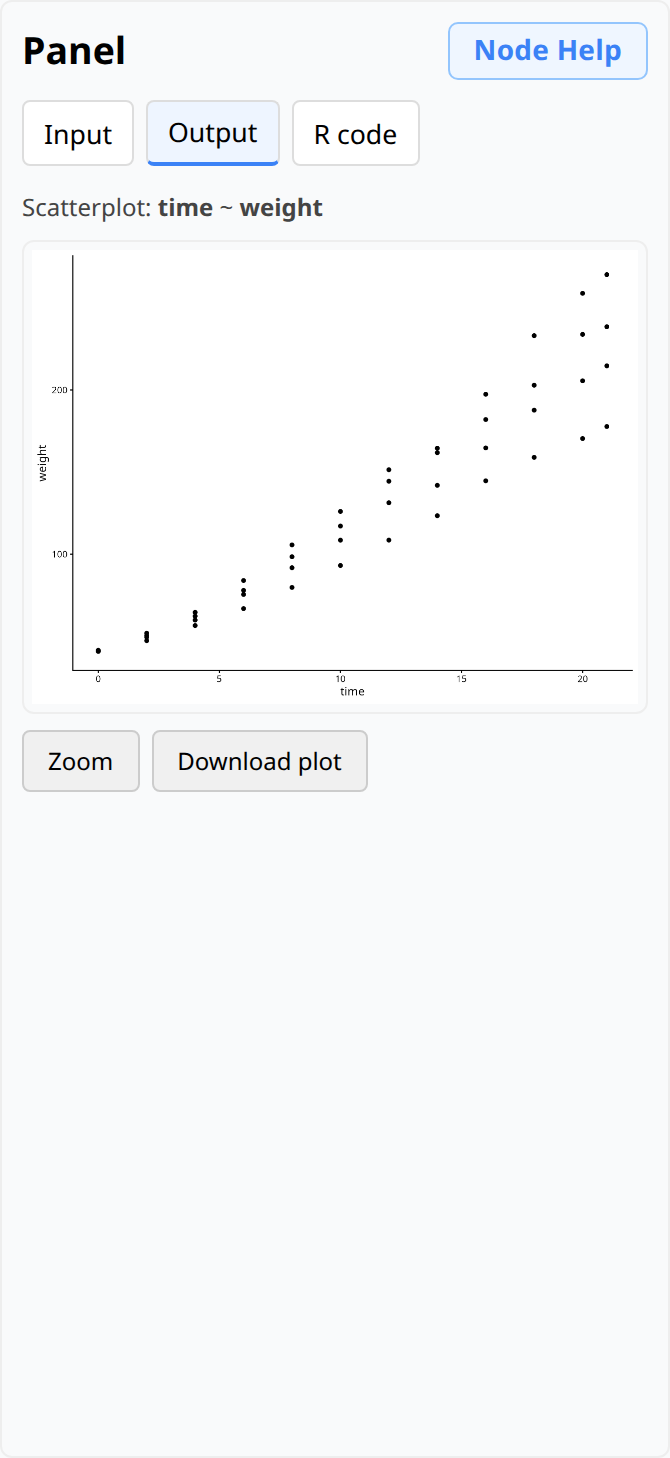 Panel
Node Help
Input
Output
R code
Scatterplot: time ~ weight
200
weight
100
0
5
10
15
20
time
Zoom
Download plot